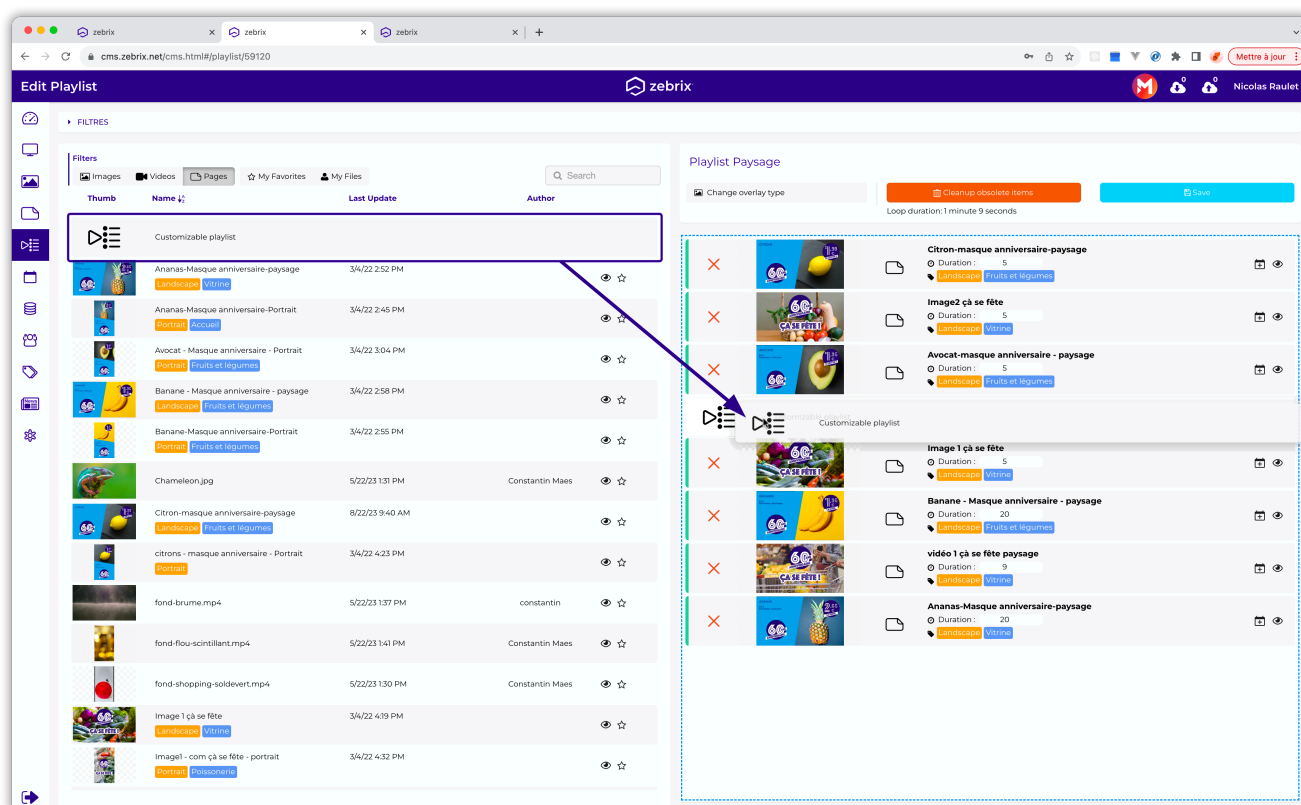 zebrix
zebrix
zebrix
cms.zebrix.net/cms.html#/playlist/59120
Mettre à jour
Edit Playlist
zebrix
0
0
Nicolas Raulet
FILTRES
Filters
Images
Videos
Pages
My Favorites
My Files
Search
Thumb Name Last Update Author
Customizable playlist
Ananas-Masque anniversaire-paysage 3/4/22 2:52 PM
Landscape Vitrine
Ananas-Masque anniversaire-Portrait 3/4/22 2:45 PM
Portrait Accueil
Avocat - Masque anniversaire - Portrait 3/4/22 3:04 PM
Portrait Fruits et légumes
Banane - Masque anniversaire - paysage 3/4/22 2:58 PM
Landscape Fruits et légumes
Banane-Masque anniversaire-Portrait 3/4/22 2:55 PM
Portrait Fruits et légumes
Chameleon.jpg 5/22/23 1:31 PM Constantin Maes
Citron-masque anniversaire-paysage 8/22/23 9:40 AM
Landscape Fruits et légumes
citrons - masque anniversaire - Portrait 3/4/22 4:23 PM
Portrait
fond-brume.mp4 5/22/23 1:37 PM constantin
fond-flou-scintillant.mp4 5/22/23 1:41 PM Constantin Maes
fond-shopping-soldevert.mp4 5/22/23 1:30 PM Constantin Maes
Image 1 çà se fête 3/4/22 4:19 PM
Landscape Vitrine
Image1 - com çà se fête - portrait 3/4/22 4:32 PM
Portrait Poissonerie
Playlist Paysage
Change overlay type
Cleanup obsolete items
Save
Loop duration: 1 minute 9 seconds
Citron-masque anniversaire-paysage
Duration : 5
Landscape Fruits et légumes
Image2 çà se fête
Duration : 5
Landscape Vitrine
ÇA SE FÊTE !
Avocat-masque anniversaire - paysage
Duration : 5
Landscape Fruits et légumes
Customizable playlist
Image 1 çà se fête
Duration : 5
Landscape Vitrine
ÇA SE FÊTE !
Banane - Masque anniversaire - paysage
Duration : 20
Landscape Fruits et légumes
vidéo 1 çà se fête paysage
Duration : 9
Landscape Vitrine
ÇA SE FÊTE !
Ananas-Masque anniversaire-paysage
Duration : 20
Landscape Vitrine